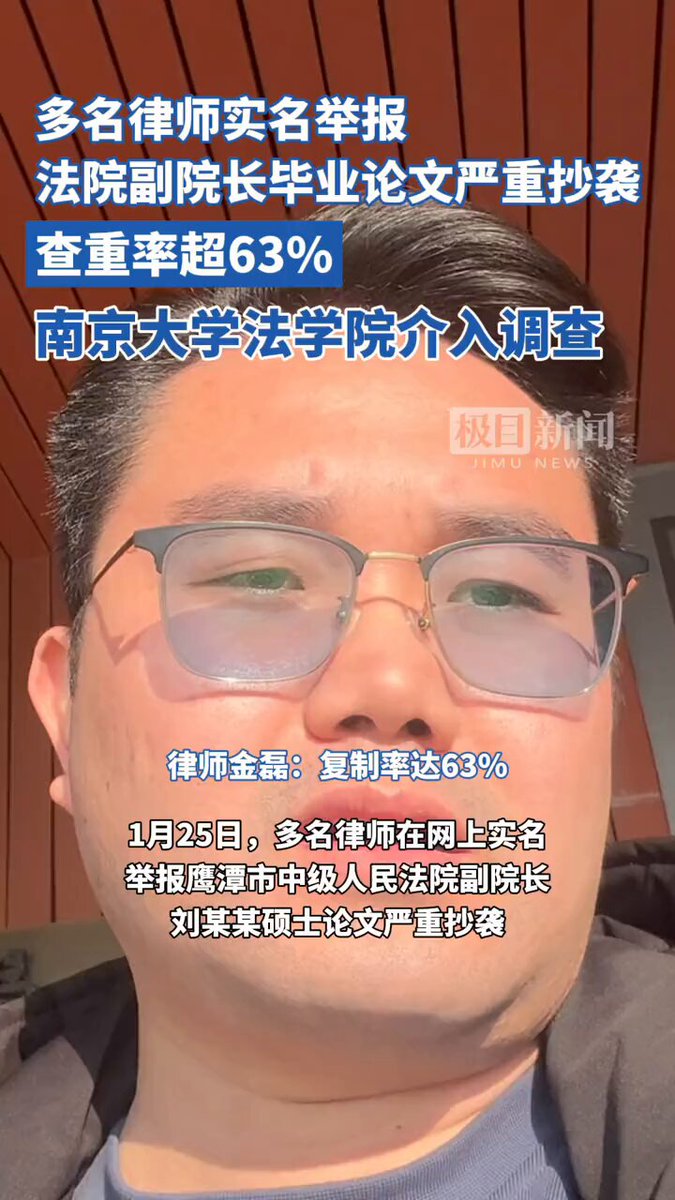 多名律师实名举报
法院副院长毕业论文严重抄袭
查重率超63%
南京大学法学院介入调查
极目新闻
JIMU NEWS
律师金磊：复制率达63%
1月25日，多名律师在网上实名
举报鹰潭市中级人民法院副院长
刘某某硕士论文严重抄袭